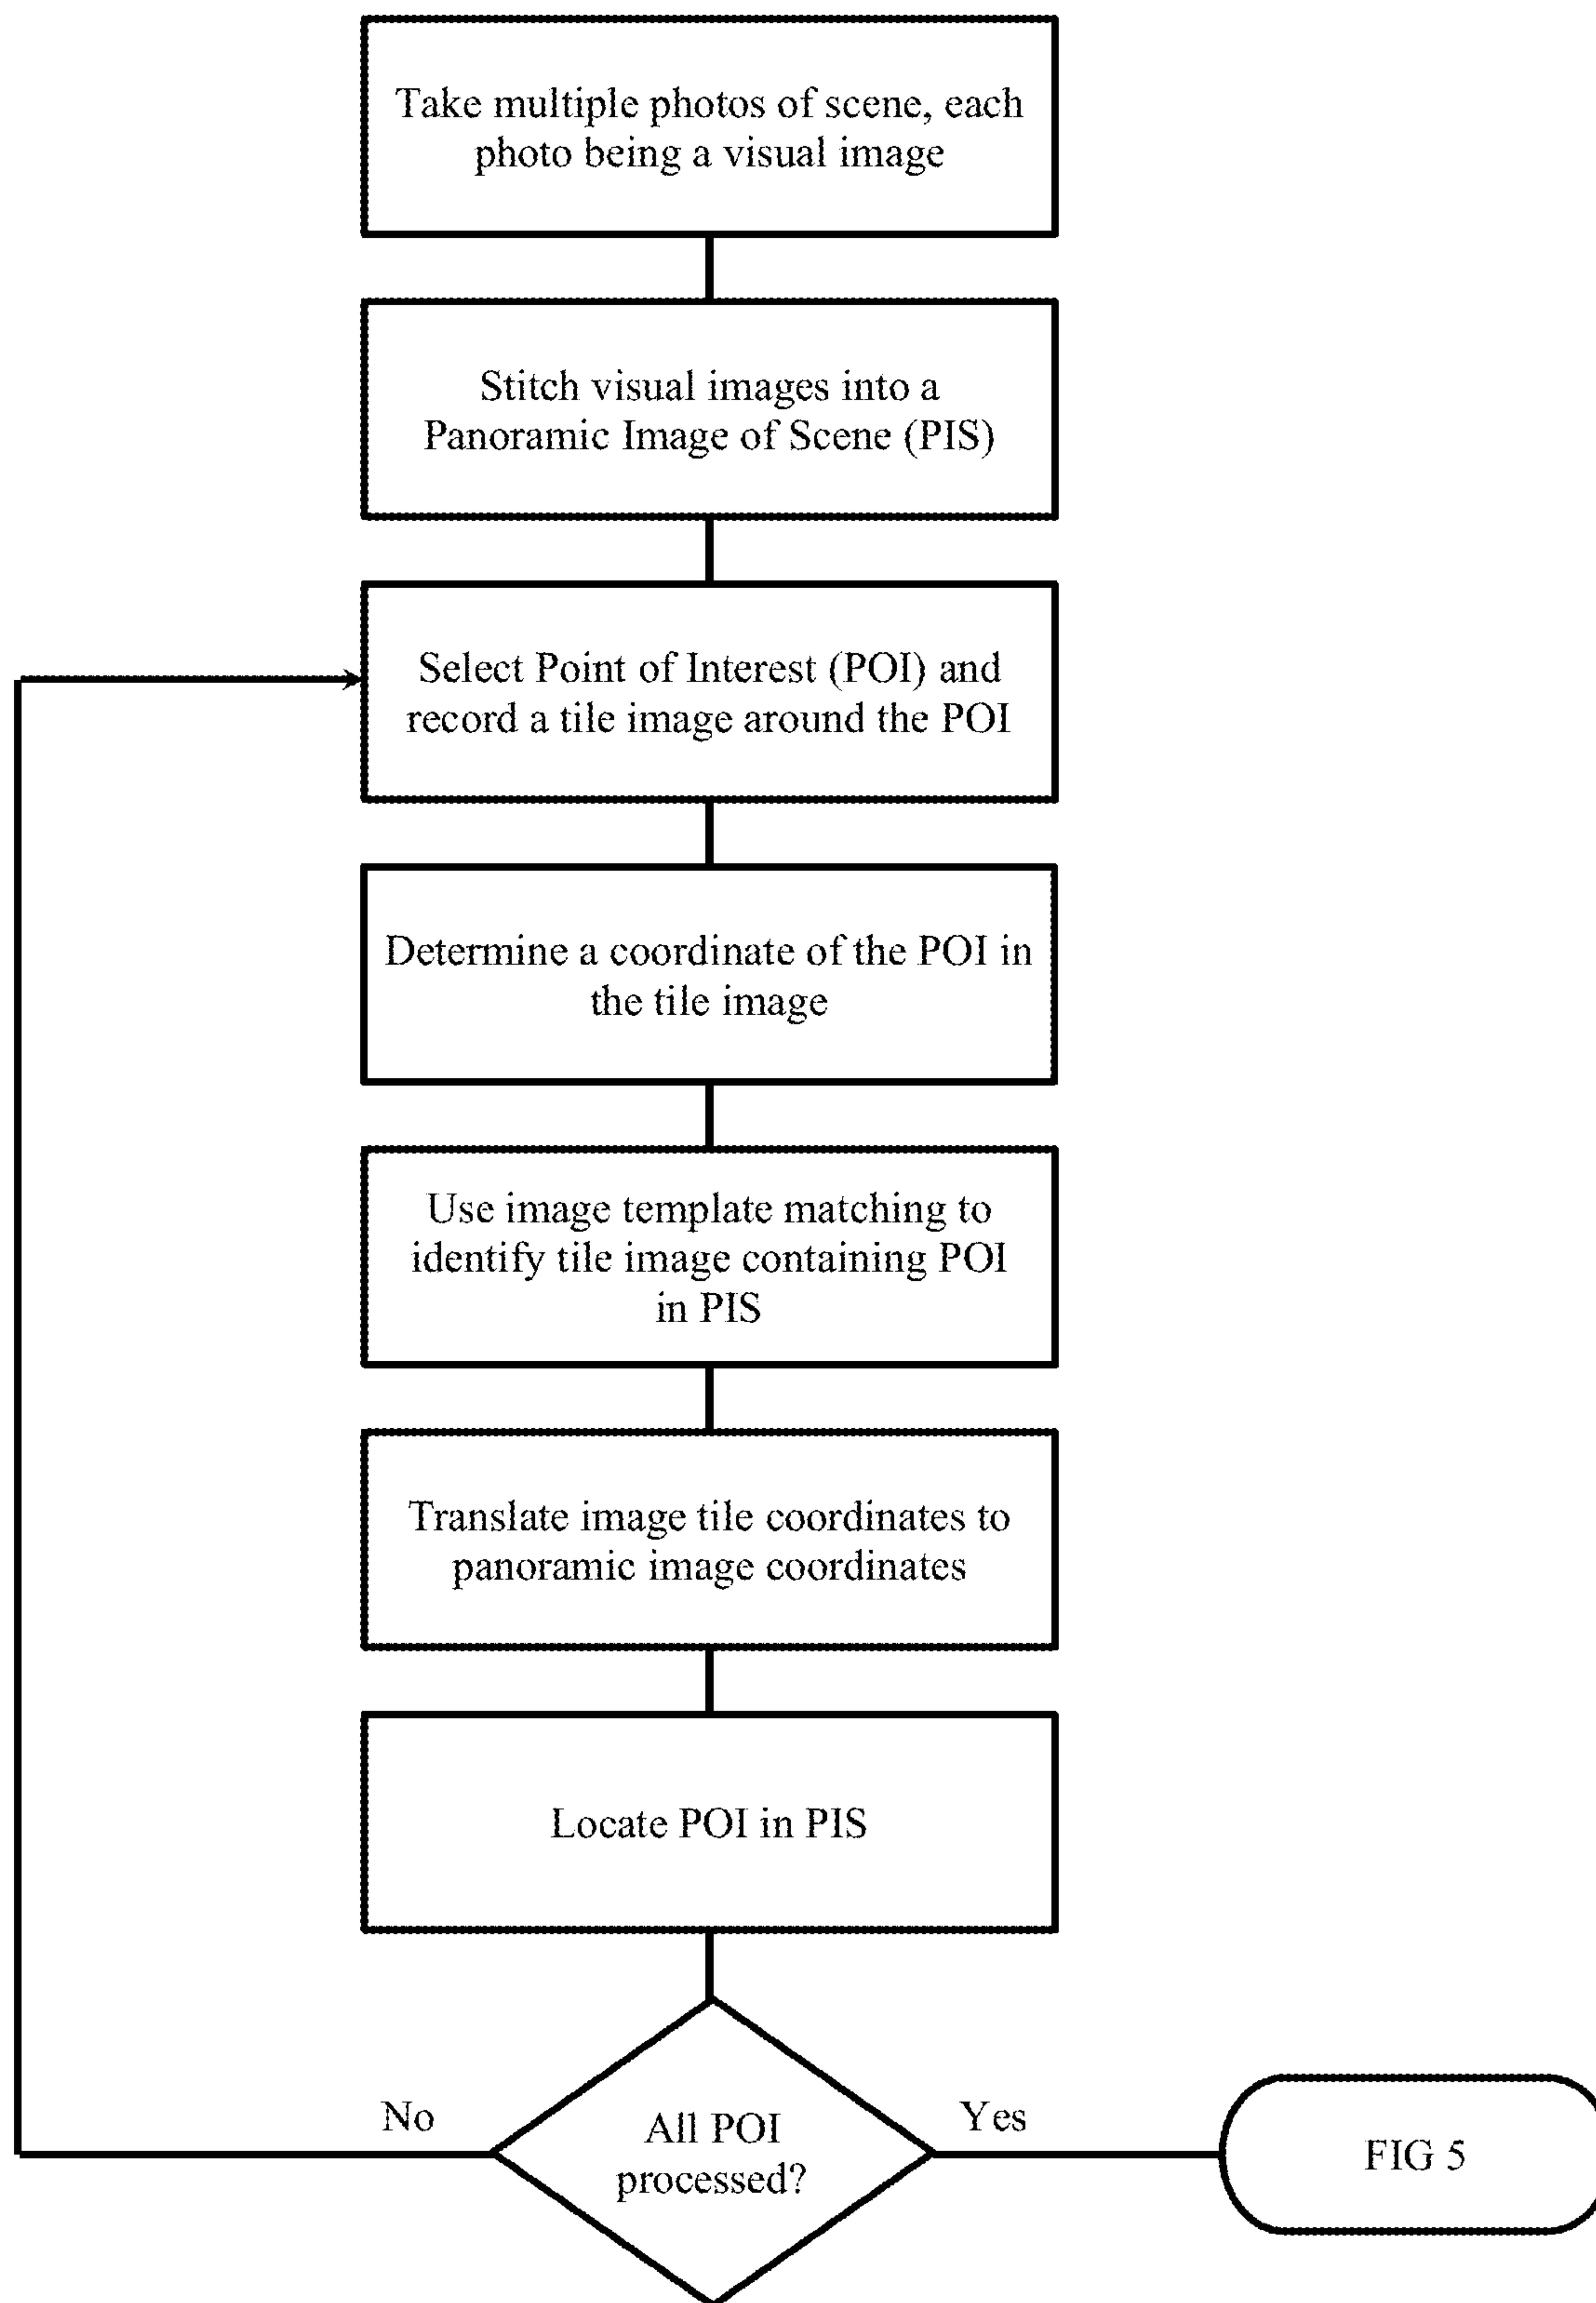 Take multiple photos of scene, each
photo being a visual image
Stitch visual images into a
Panoramic Image of Scene (PIS)
Select Point of Interest (POI) and
record a tile image around the POI
Determine a coordinate of the POI in
the tile image
Use image template matching to
identify tile image containing POI
in PIS
Translate image tile coordinates to
panoramic image coordinates
Locate POI in PIS
No
All POI
processed?
Yes
FIG 5